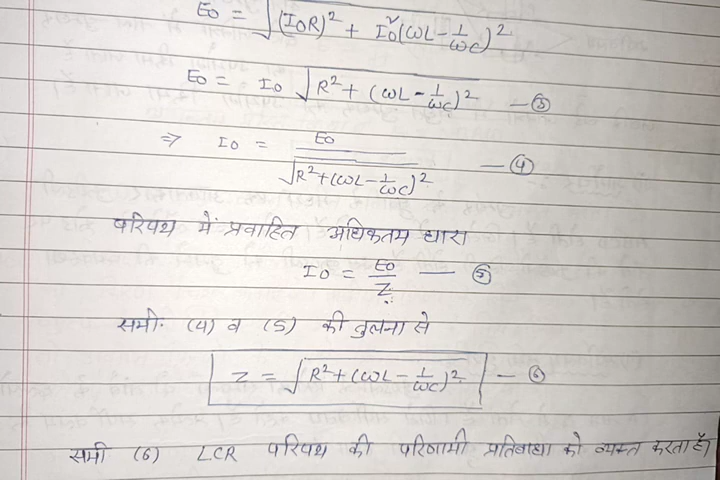 E₀ = √(I₀R)² + I₀²(ωL - 1/ωC)²
E₀ = I₀ √R² + (ωL - 1/ωC)² — ③
⇒ I₀ = E₀/√R² + (ωL - 1/ωC)² — ④
परिपथ में प्रवाहित अधिकतम धारा
I₀ = E₀/Z — ⑤
समी. (4) व (5) की तुलना से
Z = √R² + (ωL - 1/ωC)² — ⑥
समी (6) LCR परिपथ की परिणामी प्रतिबाधा को व्यक्त करता है।